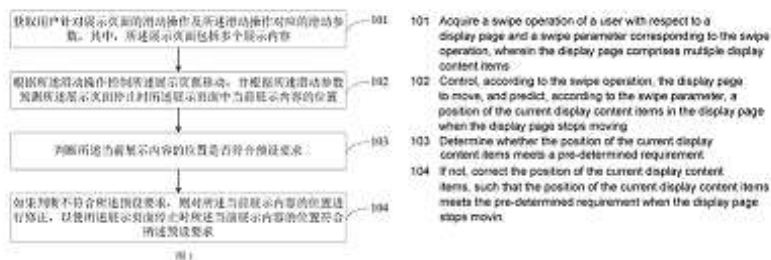 获取用户针对展示页面的滑动操作及所述滑动操作对应的滑动参
数，其中，所述展示页面包括多个展示内容
101
根据所述滑动操作控制所述展示页面移动，并根据所述滑动参数
预测所述展示页面停止时所述展示页面中当前展示内容的位置
102
判断所述当前展示内容的位置是否符合预设要求
103
如果判断不符合所述预设要求，则对所述当前展示内容的位置进
行修正，以使所述展示页面停止时所述当前展示内容的位置符合
所述预设要求
104
图1
101 Acquire a swipe operation of a user with respect to a
display page and a swipe parameter corresponding to the swipe
operation, wherein the display page comprises multiple display
content items
102 Control, according to the swipe operation, the display page
to move, and predict, according to the swipe parameter, a
position of the current display content items in the display page
when the display page stops moving
103 Determine whether the position of the current display
content items meets a pre-determined requirement
104 If not, correct the position of the current display content
items, such that the position of the current display content items
meets the pre-determined requirement when the display page
stops movin